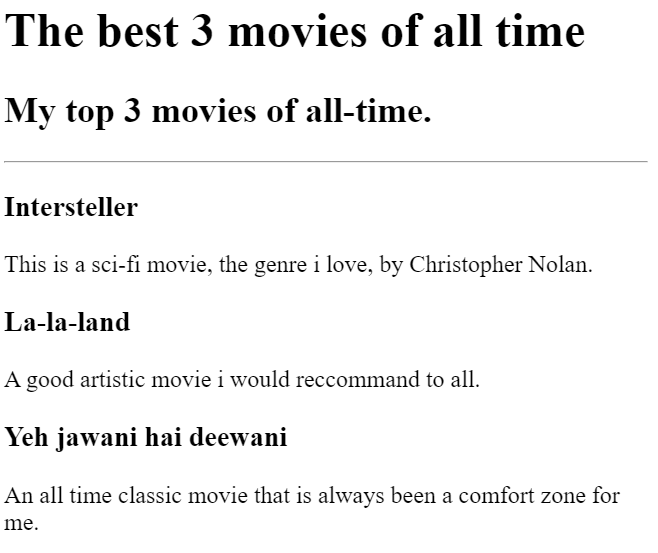 The best 3 movies of all time
My top 3 movies of all-time.
Intersteller
This is a sci-fi movie, the genre i love, by Christopher Nolan.
La-la-land
A good artistic movie i would reccommand to all.
Yeh jawani hai deewani
An all time classic movie that is always been a comfort zone for
me.